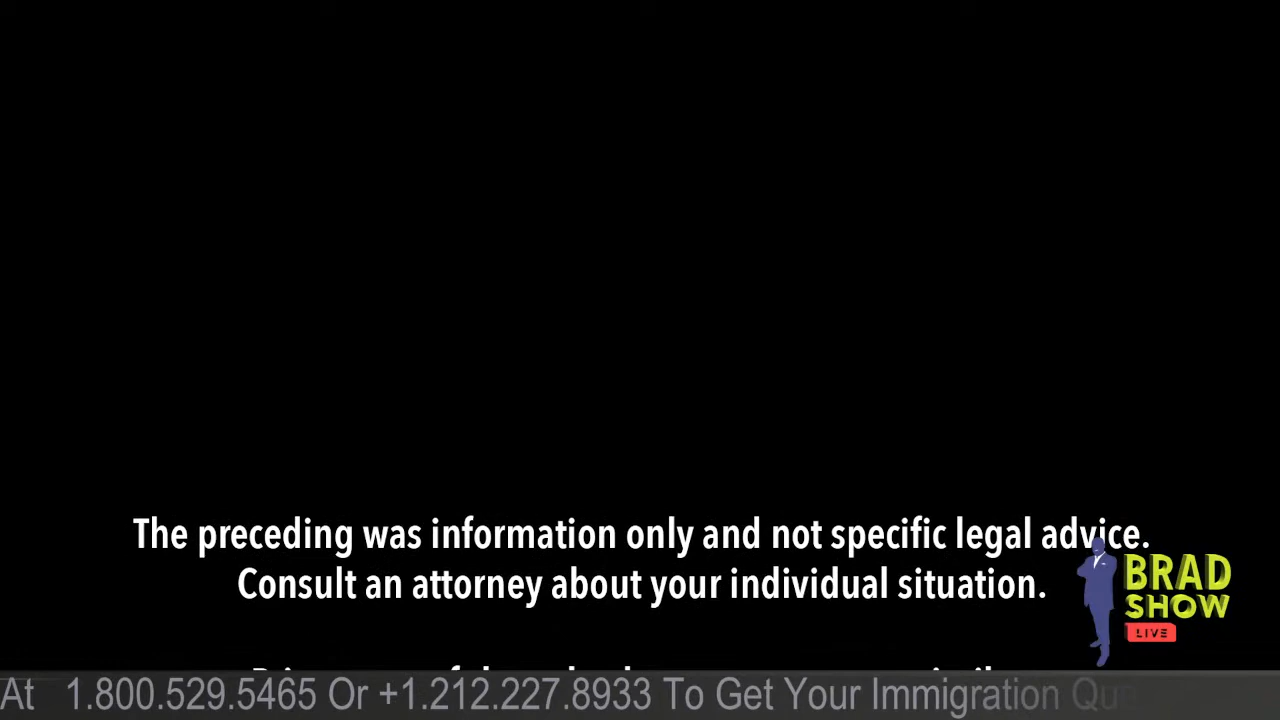 The preceding was information only and not specific legal advice.
Consult an attorney about your individual situation.
BRAD
SHOW
LIVE
At 1.800.529.5465 Or +1.212.227.8933 To Get Your Immigration